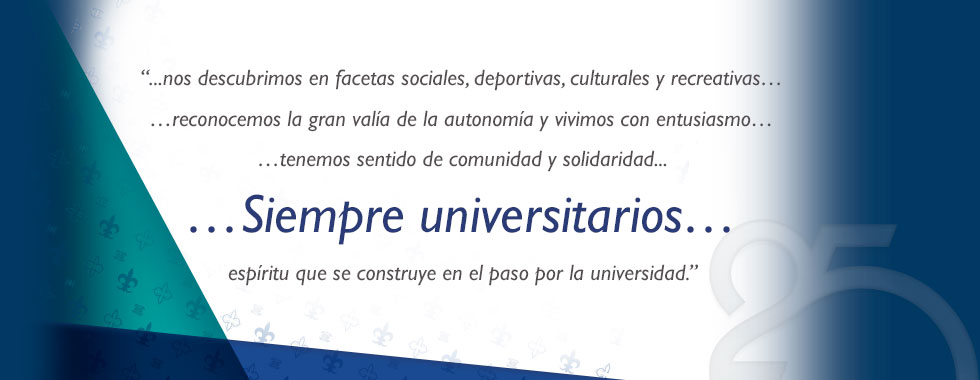 “...nos descubrimos en facetas sociales, deportivas, culturales y recreativas…
…reconocemos la gran valía de la autonomía y vivimos con entusiasmo…
…tenemos sentido de comunidad y solidaridad...
…Siempre universitarios…
espíritu que se construye en el paso por la universidad.”
25